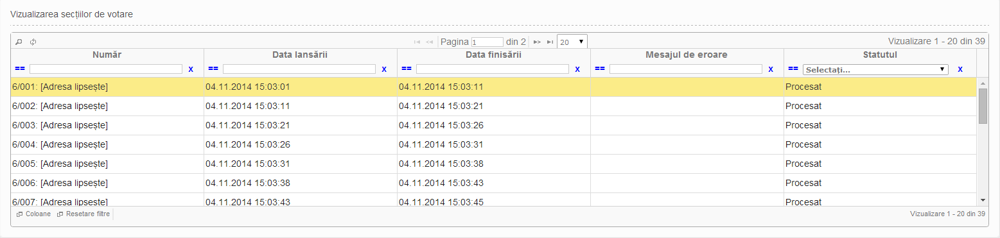 Vizualizarea secțiilor de votare
Pagina 1 din 2 20 Vizualizare 1 - 20 din 39
Număr Data lansării Data finisării Mesajul de eroare Statutul
== x == x == x == x == Selectați... x
6/001: [Adresa lipsește] 04.11.2014 15:03:01 04.11.2014 15:03:11 Procesat
6/002: [Adresa lipsește] 04.11.2014 15:03:11 04.11.2014 15:03:21 Procesat
6/003: [Adresa lipsește] 04.11.2014 15:03:21 04.11.2014 15:03:26 Procesat
6/004: [Adresa lipsește] 04.11.2014 15:03:26 04.11.2014 15:03:31 Procesat
6/005: [Adresa lipsește] 04.11.2014 15:03:31 04.11.2014 15:03:38 Procesat
6/006: [Adresa lipsește] 04.11.2014 15:03:38 04.11.2014 15:03:43 Procesat
6/007: [Adresa lipsește] 04.11.2014 15:03:43 04.11.2014 15:03:45 Procesat
Coloane Resetare filtre Vizualizare 1 - 20 din 39